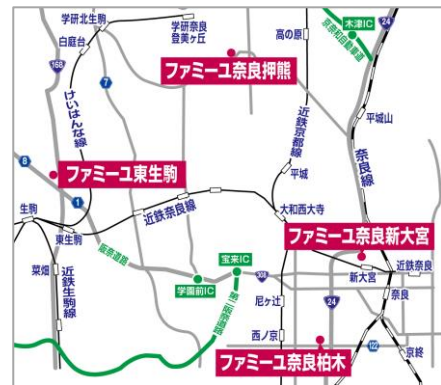 木津IC
24
京奈和自動車道
学研北生駒
学研奈良
登美ヶ丘
高の原
白庭台
168
7
ファミーユ奈良押熊
けいはんな線
近鉄京都線
平城山
奈良線
8
ファミーユ東生駒
1
平城
近鉄奈良線
大和西大寺
生駒
東生駒
阪奈道路
ファミーユ奈良新大宮
宝来IC
308
新大宮
近鉄奈良
菜畑
学園前IC
第二阪奈道路
尼ヶ辻
24
奈良
近鉄生駒線
西ノ京
122
京終
ファミーユ奈良柏木